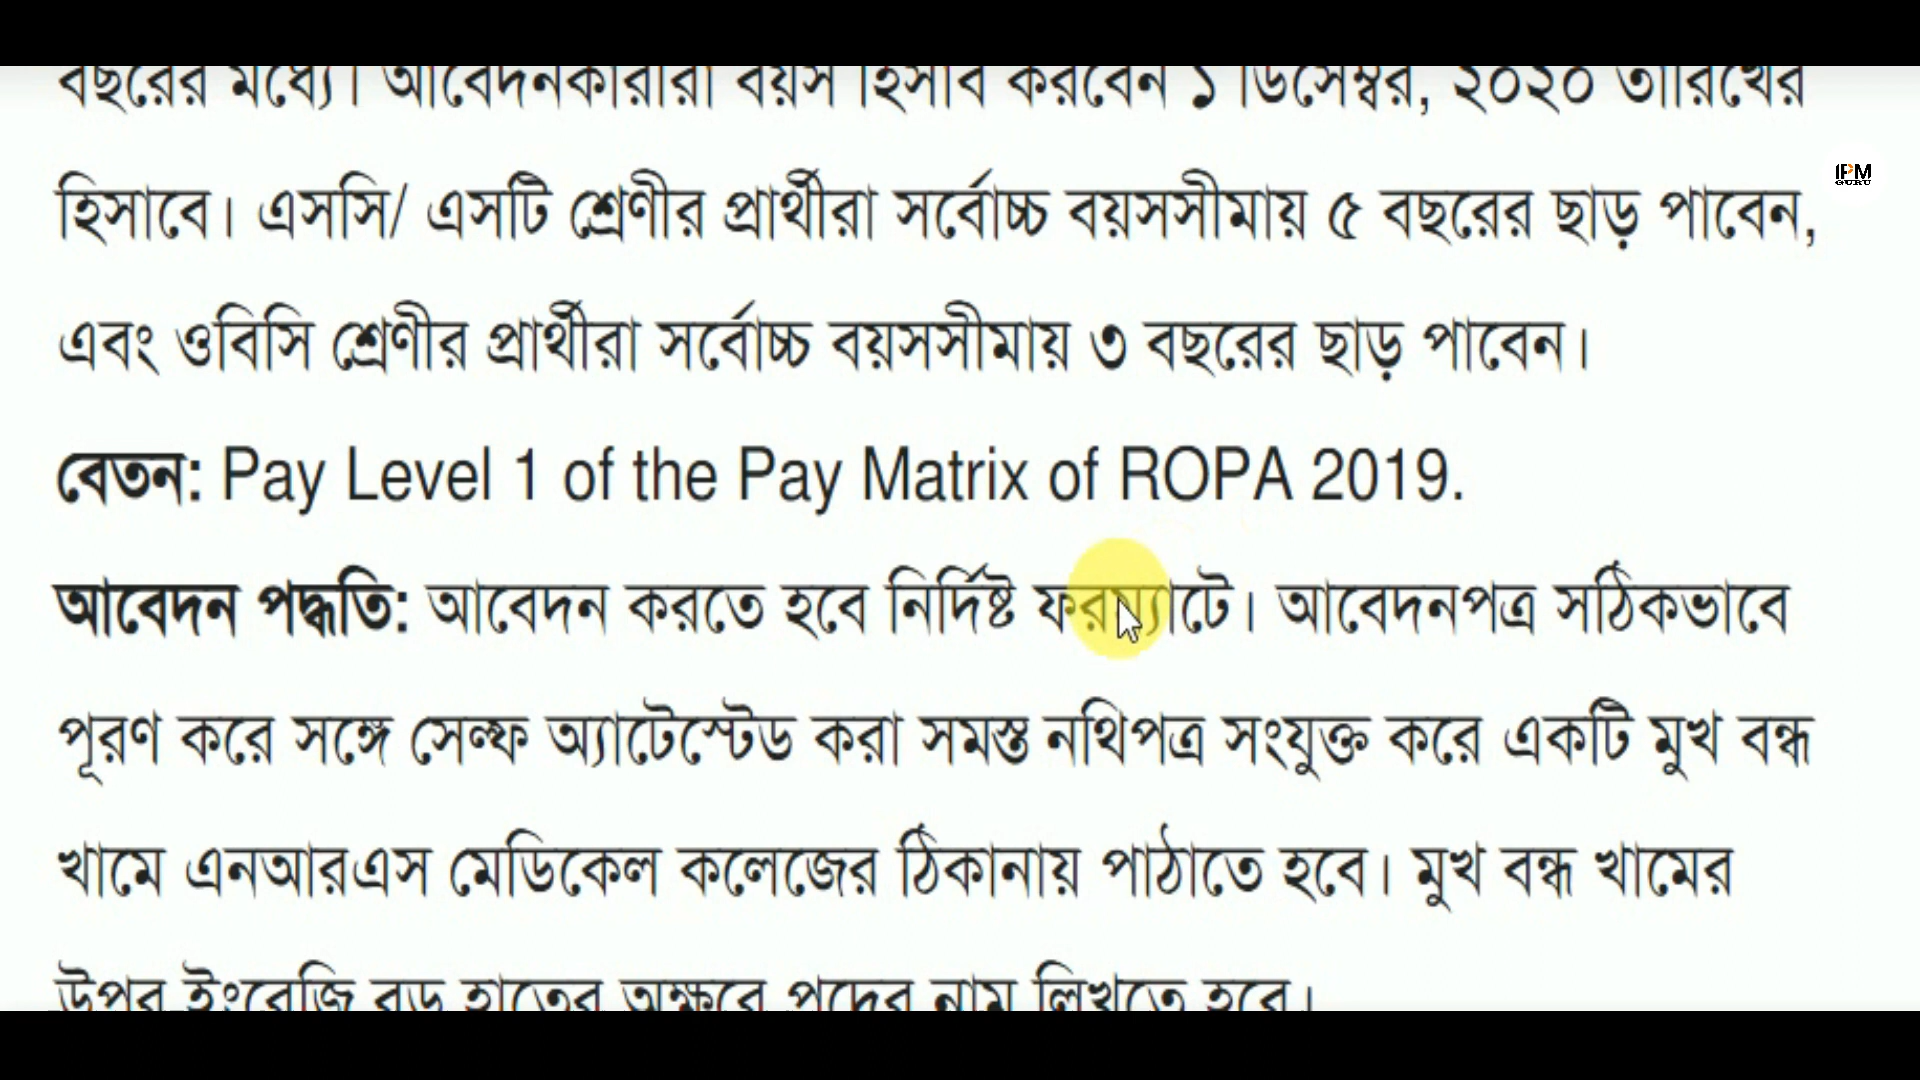 বছরের মধ্যে। আবেদনকারীরা বয়স হিসাব করবেন ১ ডিসেম্বর, ২০২০ তারিখের
হিসাবে। এসসি/ এসটি শ্রেণীর প্রার্থীরা সর্বোচ্চ বয়সসীমায় ৫ বছরের ছাড় পাবেন,
IPM
GURU
এবং ওবিসি শ্রেণীর প্রার্থীরা সর্বোচ্চ বয়সসীমায় ৩ বছরের ছাড় পাবেন।
বেতন: Pay Level 1 of the Pay Matrix of ROPA 2019.
আবেদন পদ্ধতি: আবেদন করতে হবে নির্দিষ্ট ফরম্যাটে। আবেদনপত্র সঠিকভাবে
পূরণ করে সঙ্গে সেল্ফ অ্যাটেস্টেড করা সমস্ত নথিপত্র সংযুক্ত করে একটি মুখ বন্ধ
খামে এনআরএস মেডিকেল কলেজের ঠিকানায় পাঠাতে হবে। মুখ বন্ধ খামের
উপর ইংরেজি বড় হাতের অক্ষরে পদের নাম লিখতে হবে।